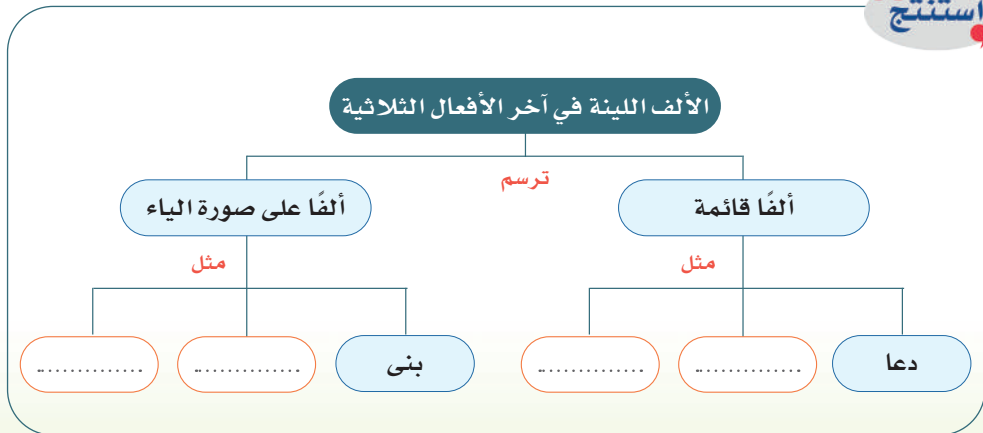 استنتج
الألف اللينة في آخر الأفعال الثلاثية
ترسم
ألفًا قائمة
ألفًا على صورة الياء
مثل
مثل
دعا
..............
..............
بنى
..............
..............